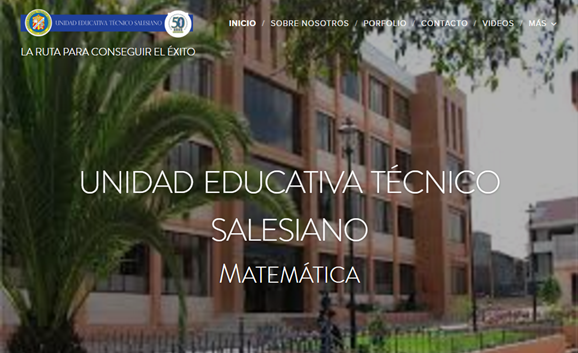 UNIDAD EDUCATIVA TÉCNICO SALESIANO
50
INICIO / SOBRE NOSOTROS / PORFOLIO / CONTACTO / VIDEOS / MÁS
LA RUTA PARA CONSEGUIR EL ÉXITO
UNIDAD EDUCATIVA TÉCNICO
SALESIANO
MATEMÁTICA